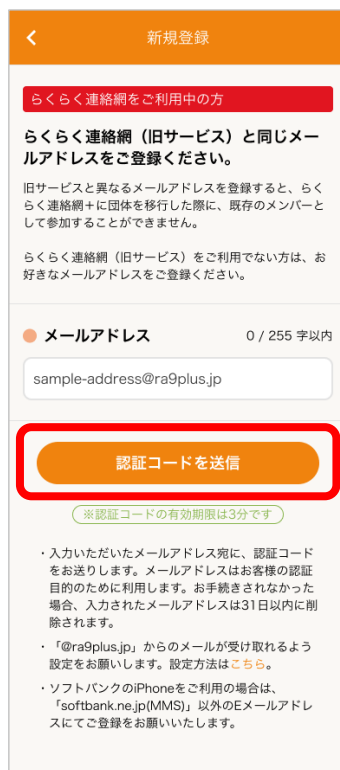 新規登録
らくらく連絡網をご利用中の方
らくらく連絡網（旧サービス）と同じメー
ルアドレスをご登録ください。
旧サービスと異なるメールアドレスを登録すると、らく
らく連絡網＋に団体を移行した際に、既存のメンバーと
して参加することができません。
らくらく連絡網（旧サービス）をご利用でない方は、お
好きなメールアドレスをご登録ください。
メールアドレス 0 / 255 字以内
sample-address@ra9plus.jp
認証コードを送信
※認証コードの有効期限は3分です
・入力いただいたメールアドレス宛に、認証コード
をお送りします。メールアドレスはお客様の認証
目的のために利用します。お手続きされなかった
場合、入力されたメールアドレスは31日以内に削
除されます。
・「@ra9plus.jp」からのメールが受け取れるよう
設定をお願いします。設定方法はこちら。
・ソフトバンクのiPhoneをご利用の場合は、
「softbank.ne.jp(MMS)」以外のEメールアドレ
スにてご登録をお願いいたします。